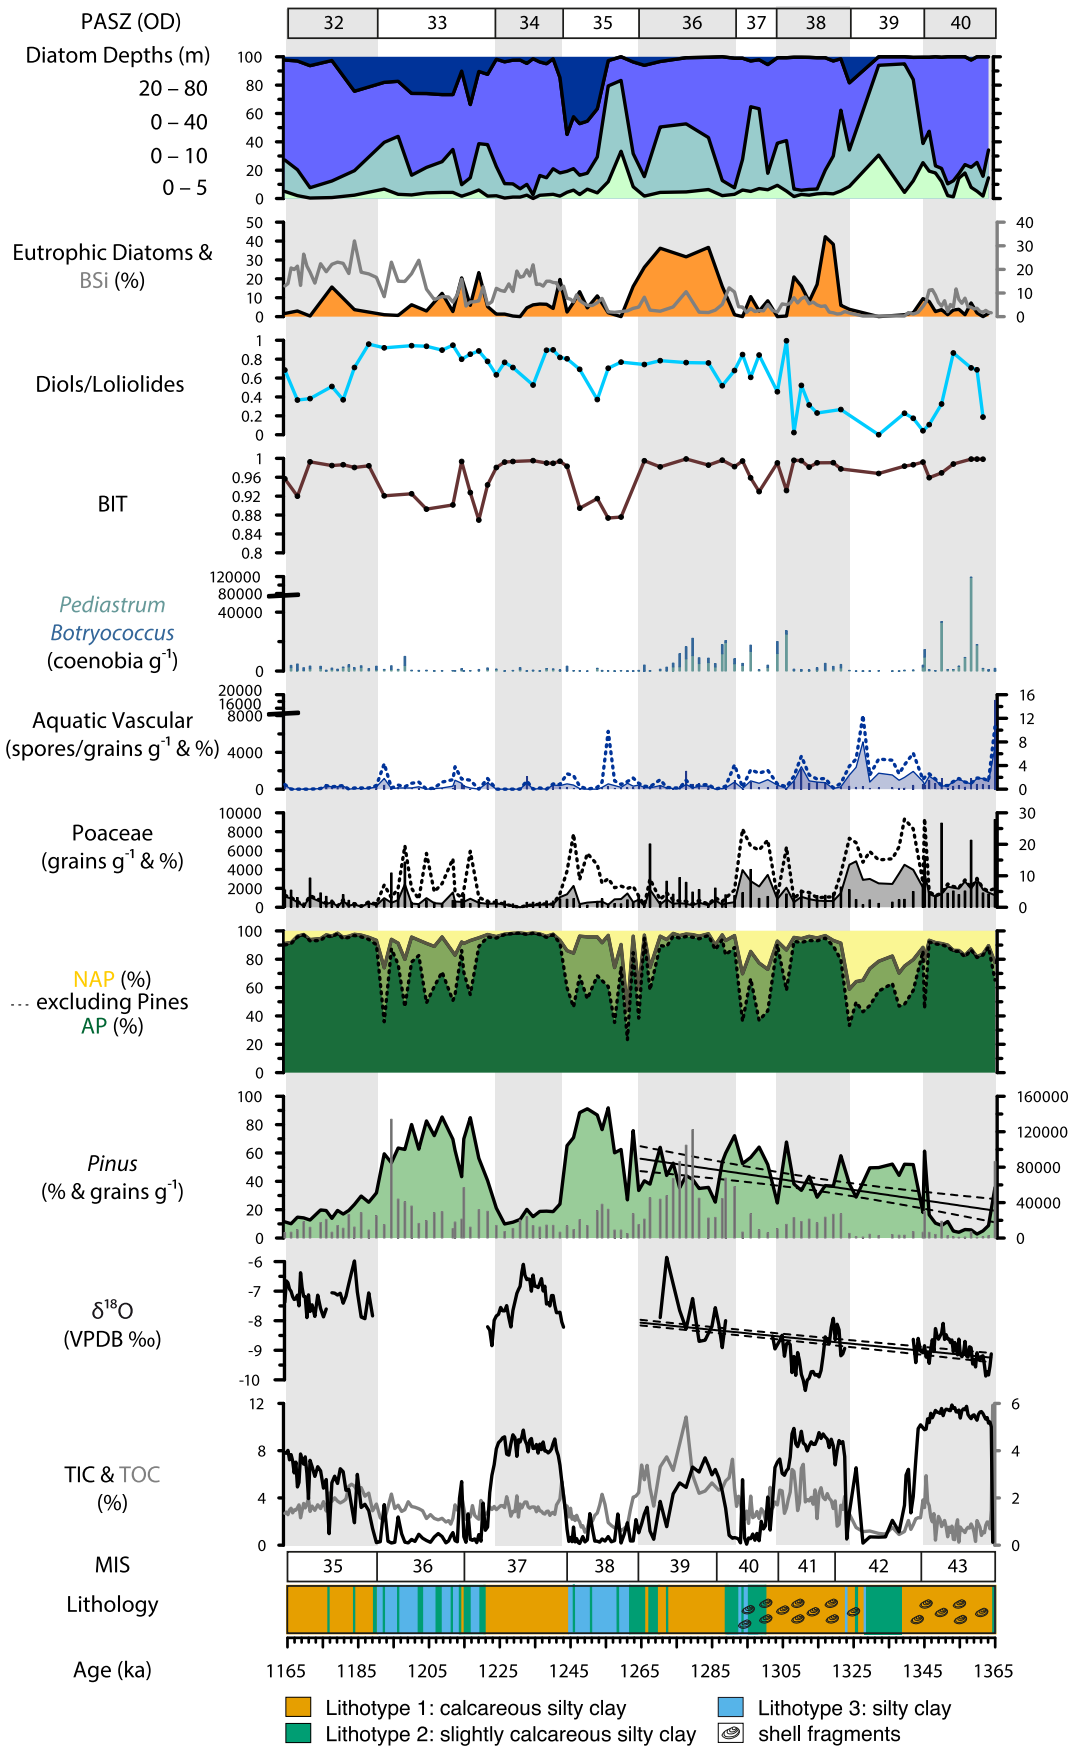 PASZ (OD) 32 33 34 35 36 37 38 39 40
Diatom Depths (m)
20 – 80
0 – 40
0 – 10
0 – 5
100
80
60
40
20
0
Eutrophic Diatoms &
BSi (%)
50
40
30
20
10
0
40
30
20
10
0
Diols/Loliolides
1
0.8
0.6
0.4
0.2
0
BIT
1
0.96
0.92
0.88
0.84
0.8
Pediastrum
Botryococcus
(coenobia g⁻¹)
120000
80000
40000
0
Aquatic Vascular
(spores/grains g⁻¹ & %)
20000
16000
8000
4000
0
16
12
8
4
0
Poaceae
(grains g⁻¹ & %)
10000
8000
6000
4000
2000
0
30
20
10
0
NAP (%)
excluding Pines
AP (%)
100
80
60
40
20
0
Pinus
(% & grains g⁻¹)
100
80
60
40
20
0
160000
120000
80000
40000
0
δ¹⁸O
(VPDB ‰)
-6
-7
-8
-9
-10
TIC & TOC
(%)
12
8
4
0
6
4
2
0
MIS 35 36 37 38 39 40 41 42 43
Lithology
Age (ka) 1165 1185 1205 1225 1245 1265 1285 1305 1325 1345 1365
Lithotype 1: calcareous silty clay
Lithotype 2: slightly calcareous silty clay
Lithotype 3: silty clay
shell fragments